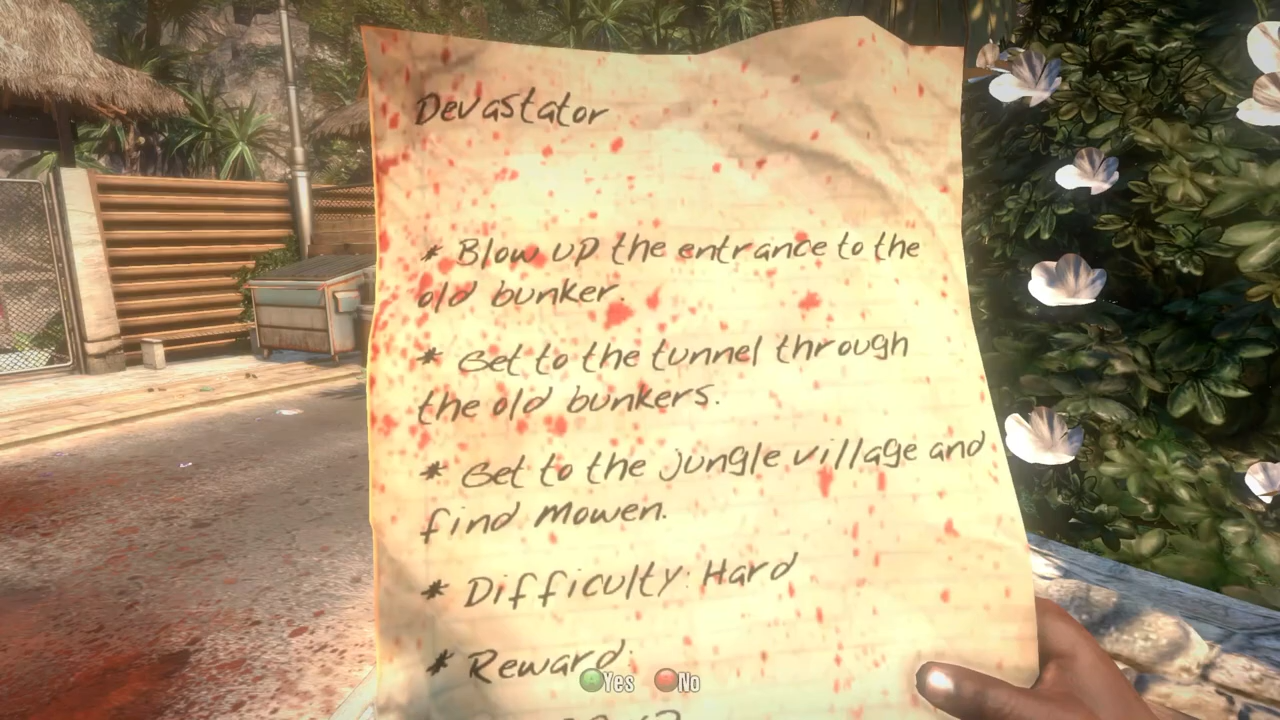 Devastator
* Blow up the entrance to the
old bunker.
* Get to the tunnel through
the old bunkers.
* Get to the jungle village and
find Mowen.
* Difficulty: Hard
* Reward:
Yes No